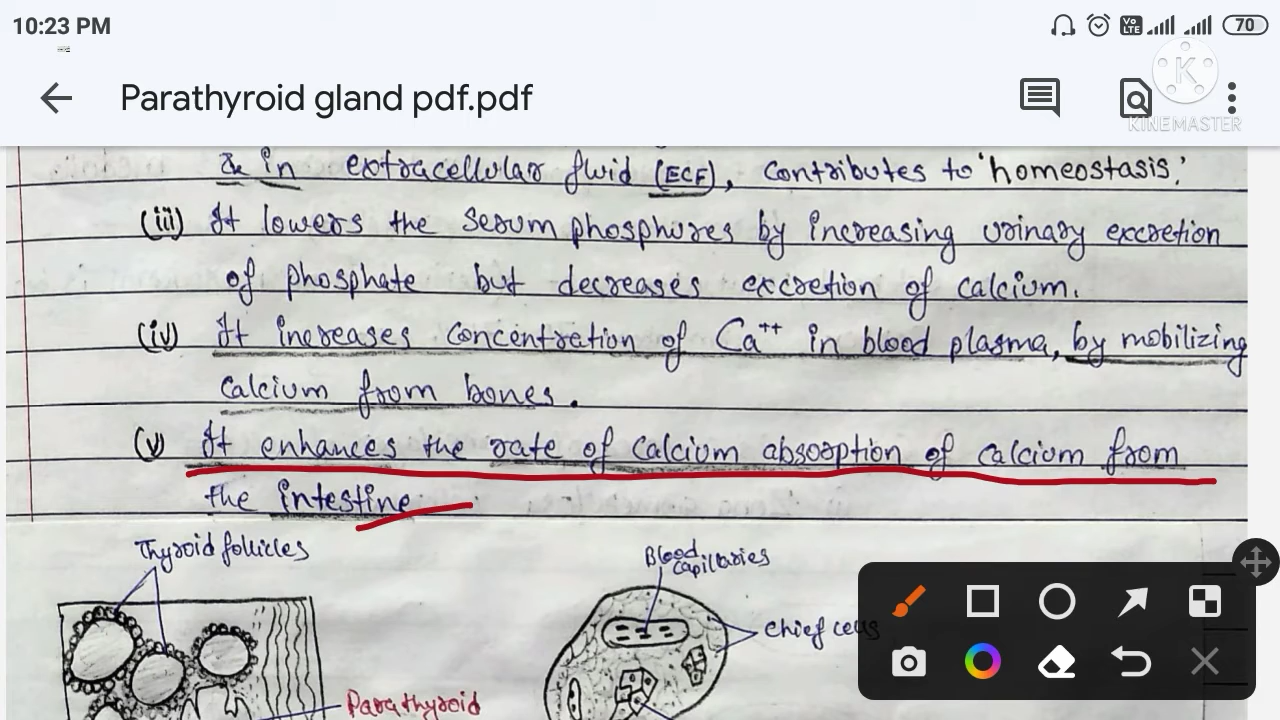 10:23 PM
Vo LTE
70
Parathyroid gland pdf.pdf
K
KINEMASTER
& in extracellular fluid (ECF), contributes to 'homeostasis'.
(iii) It lowers the serum phosphures by increasing urinary excretion
of phosphate but decreases excretion of calcium.
(iv) It increases concentration of Ca++ in blood plasma, by mobilizing
calcium from bones.
(v) It enhances the rate of calcium absorption of calcium from
the intestine
Thyroid follicles
Blood capillaries
Chief cells
Parathyroid